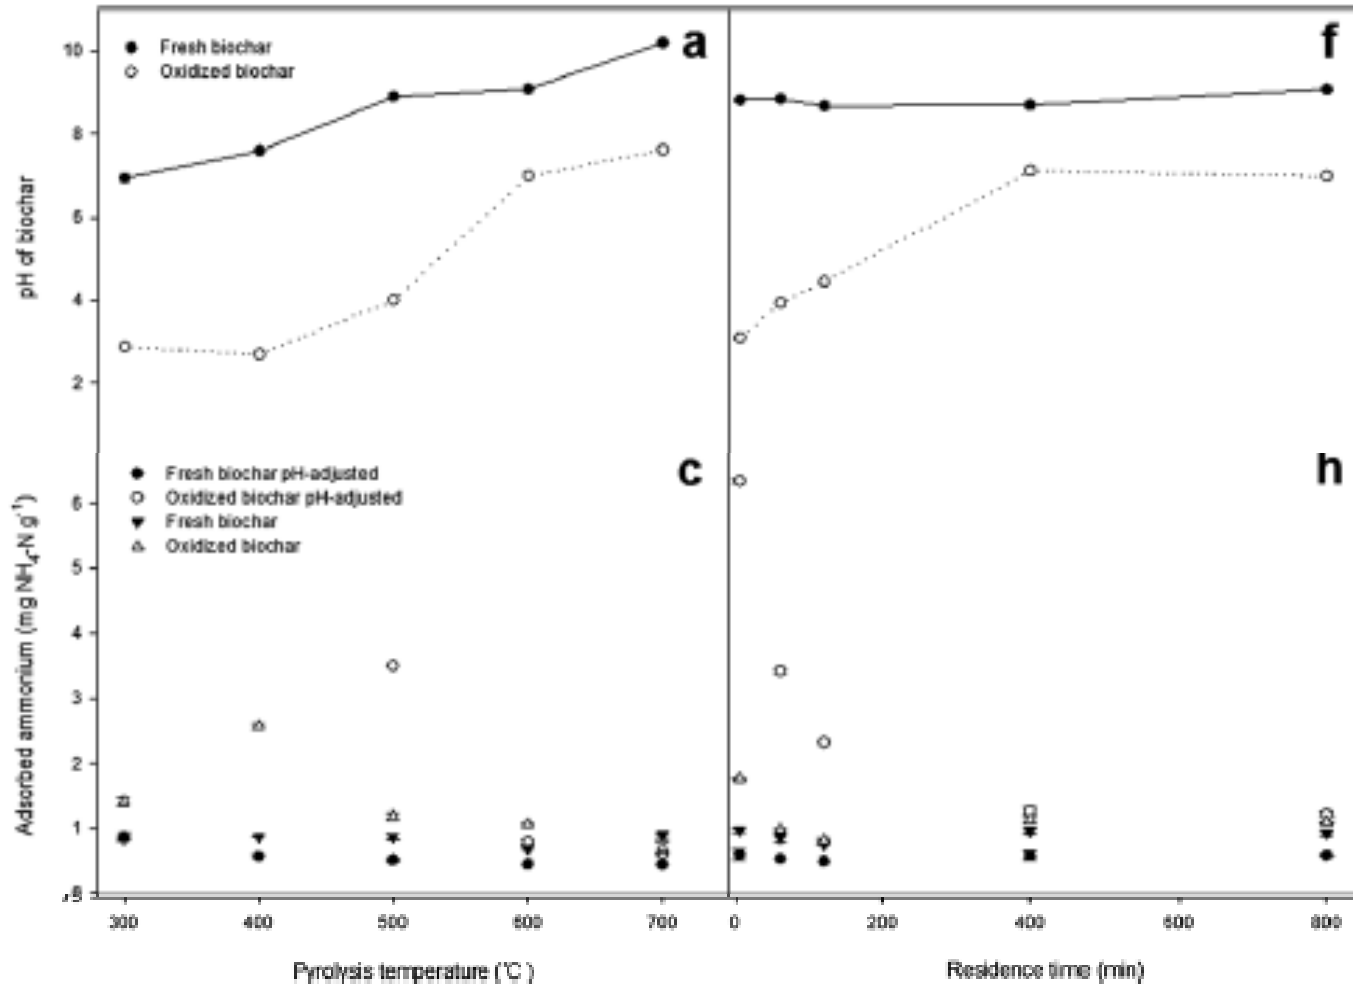 a
f
Fresh biochar
Oxidized biochar
10
8
6
4
2
pH of biochar
c
h
Fresh biochar pH-adjusted
Oxidized biochar pH-adjusted
Fresh biochar
Oxidized biochar
6
5
4
3
2
1
Adsorbed ammonium (mg NH₄-N g⁻¹)
300 400 500 600 700
0 200 400 600 800
Pyrolysis temperature (°C)
Residence time (min)